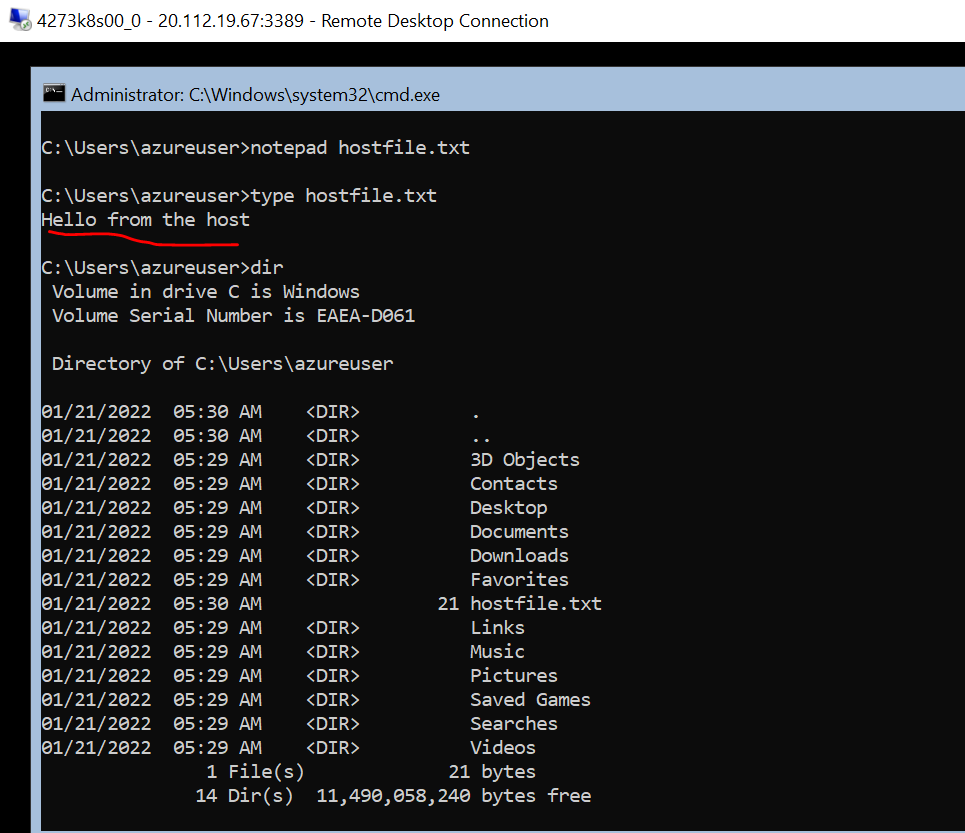 4273k8s00_0 - 20.112.19.67:3389 - Remote Desktop Connection
Administrator: C:\Windows\system32\cmd.exe
C:\Users\azureuser>notepad hostfile.txt
C:\Users\azureuser>type hostfile.txt
Hello from the host
C:\Users\azureuser>dir
Volume in drive C is Windows
Volume Serial Number is EAEA-D061
Directory of C:\Users\azureuser
01/21/2022  05:30 AM    <DIR>          .
01/21/2022  05:30 AM    <DIR>          ..
01/21/2022  05:29 AM    <DIR>          3D Objects
01/21/2022  05:29 AM    <DIR>          Contacts
01/21/2022  05:29 AM    <DIR>          Desktop
01/21/2022  05:29 AM    <DIR>          Documents
01/21/2022  05:29 AM    <DIR>          Downloads
01/21/2022  05:29 AM    <DIR>          Favorites
01/21/2022  05:30 AM                21 hostfile.txt
01/21/2022  05:29 AM    <DIR>          Links
01/21/2022  05:29 AM    <DIR>          Music
01/21/2022  05:29 AM    <DIR>          Pictures
01/21/2022  05:29 AM    <DIR>          Saved Games
01/21/2022  05:29 AM    <DIR>          Searches
01/21/2022  05:29 AM    <DIR>          Videos
1 File(s)             21 bytes
14 Dir(s)  11,490,058,240 bytes free